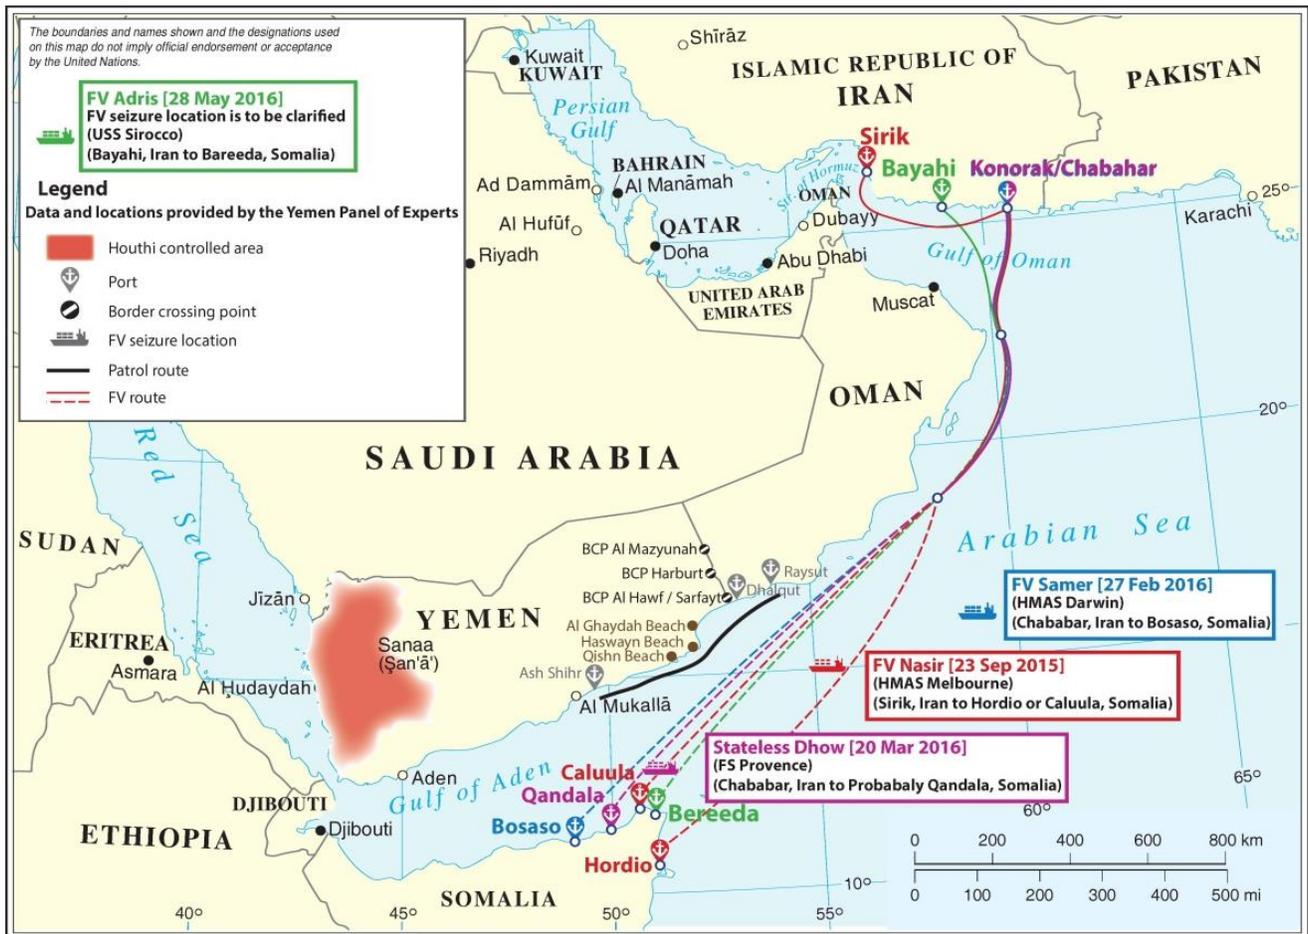 The boundaries and names shown and the designations used
on this map do not imply official endorsement or acceptance
by the United Nations.
FV Adris [28 May 2016]
FV seizure location is to be clarified
(USS Sirocco)
(Bayahi, Iran to Bareeda, Somalia)
Legend
Data and locations provided by the Yemen Panel of Experts
Houthi controlled area
Port
Border crossing point
FV seizure location
Patrol route
FV route
Shīrāz
Kuwait
KUWAIT
ISLAMIC REPUBLIC OF
IRAN
PAKISTAN
Persian
Gulf
Sirik
Bayahi
Konorak/Chabahar
BAHRAIN
Al Manāmah
Ad Dammām
Str. of Hormuz
OMAN
Dubayy
25°
Karachi
Al Hufūf
QATAR
Doha
Riyadh
Abu Dhabi
Gulf of Oman
UNITED ARAB
EMIRATES
Muscat
OMAN
20°
SAUDI ARABIA
Red Sea
Arabian Sea
SUDAN
BCP Al Mazyunah
BCP Harburt
BCP Al Hawf / Sarfayt
Raysut
Dhalqut
Jīzān
YEMEN
Sanaa
(Şan'ā')
Al Ghaydah Beach
Haswayn Beach
Qishn Beach
Ash Shihr
Al Mukallā
ERITREA
Asmara
Al Ḩudaydah
FV Samer [27 Feb 2016]
(HMAS Darwin)
(Chababar, Iran to Bosaso, Somalia)
FV Nasir [23 Sep 2015]
(HMAS Melbourne)
(Sirik, Iran to Hordio or Caluula, Somalia)
Stateless Dhow [20 Mar 2016]
(FS Provence)
(Chababar, Iran to Probabaly Qandala, Somalia)
Aden
Gulf of Aden
Caluula
Qandala
Bereeda
Bosaso
Hordio
DJIBOUTI
Djibouti
ETHIOPIA
SOMALIA
65°
60°
0 200 400 600 800 km
0 100 200 300 400 500 mi
10°
40°
45°
50°
55°